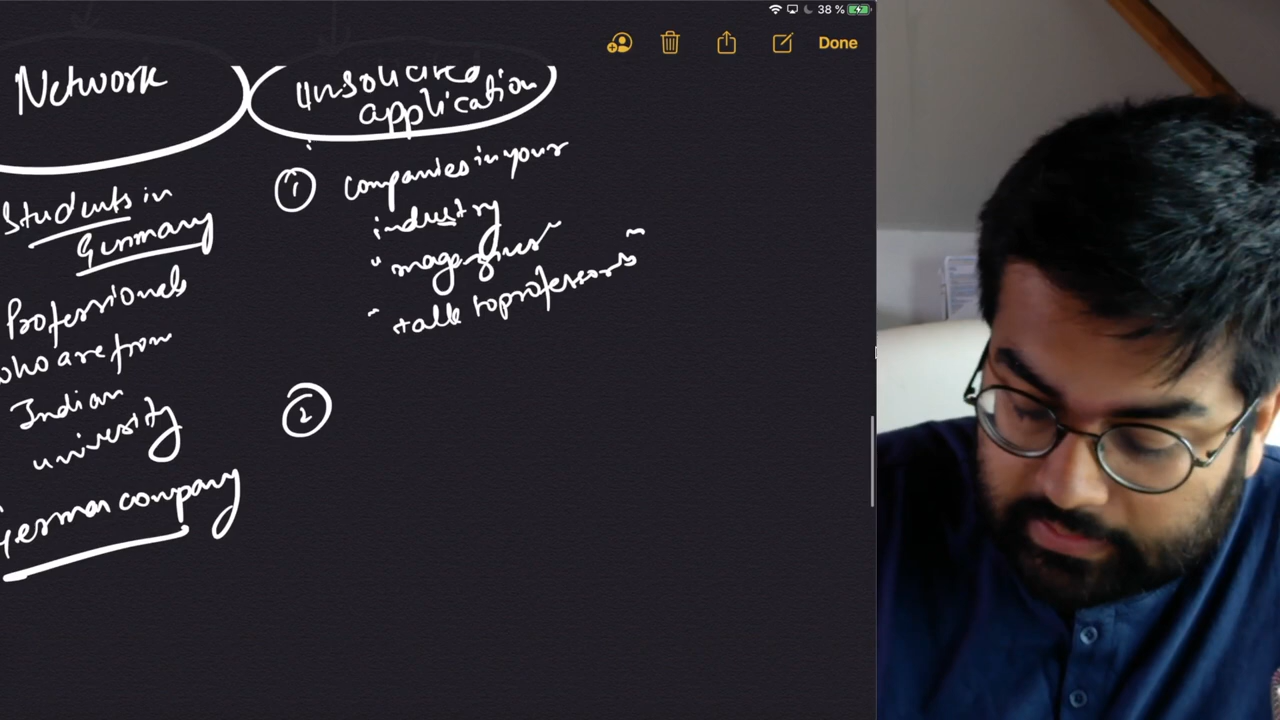 38 %
Done
Network
Students in
Germany
Professionals
who are from
Indian
university
German company
Unsolicited
application
1 companies in your
industry
" magazines "
" talk to professors "
2